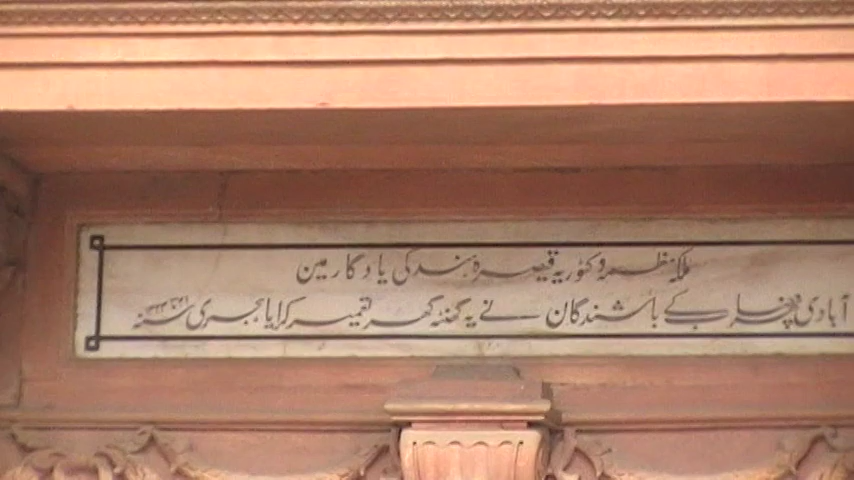 ملکہ معظمہ وکٹوریہ قیصرہ ہند کی یادگار مین
آبادی کے باشندگان نے یہ گھنٹہ گھر تعمیر کرایا ہجری سنہ